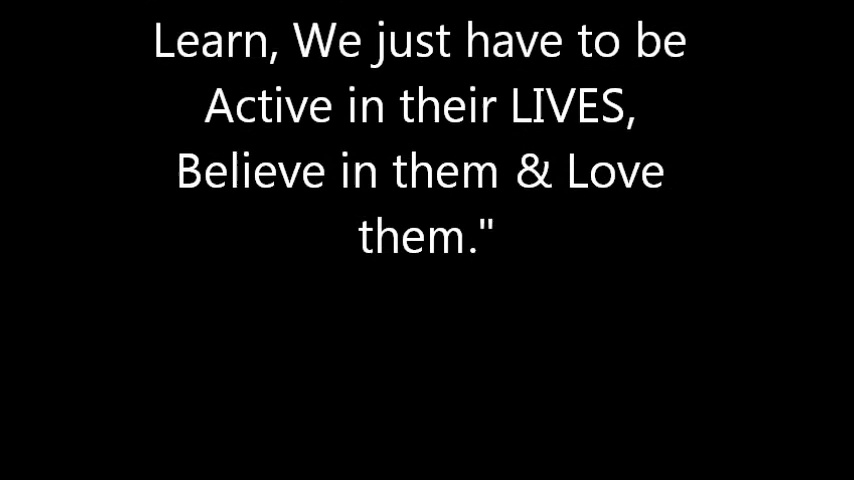 Learn, We just have to be
Active in their LIVES,
Believe in them & Love
them."